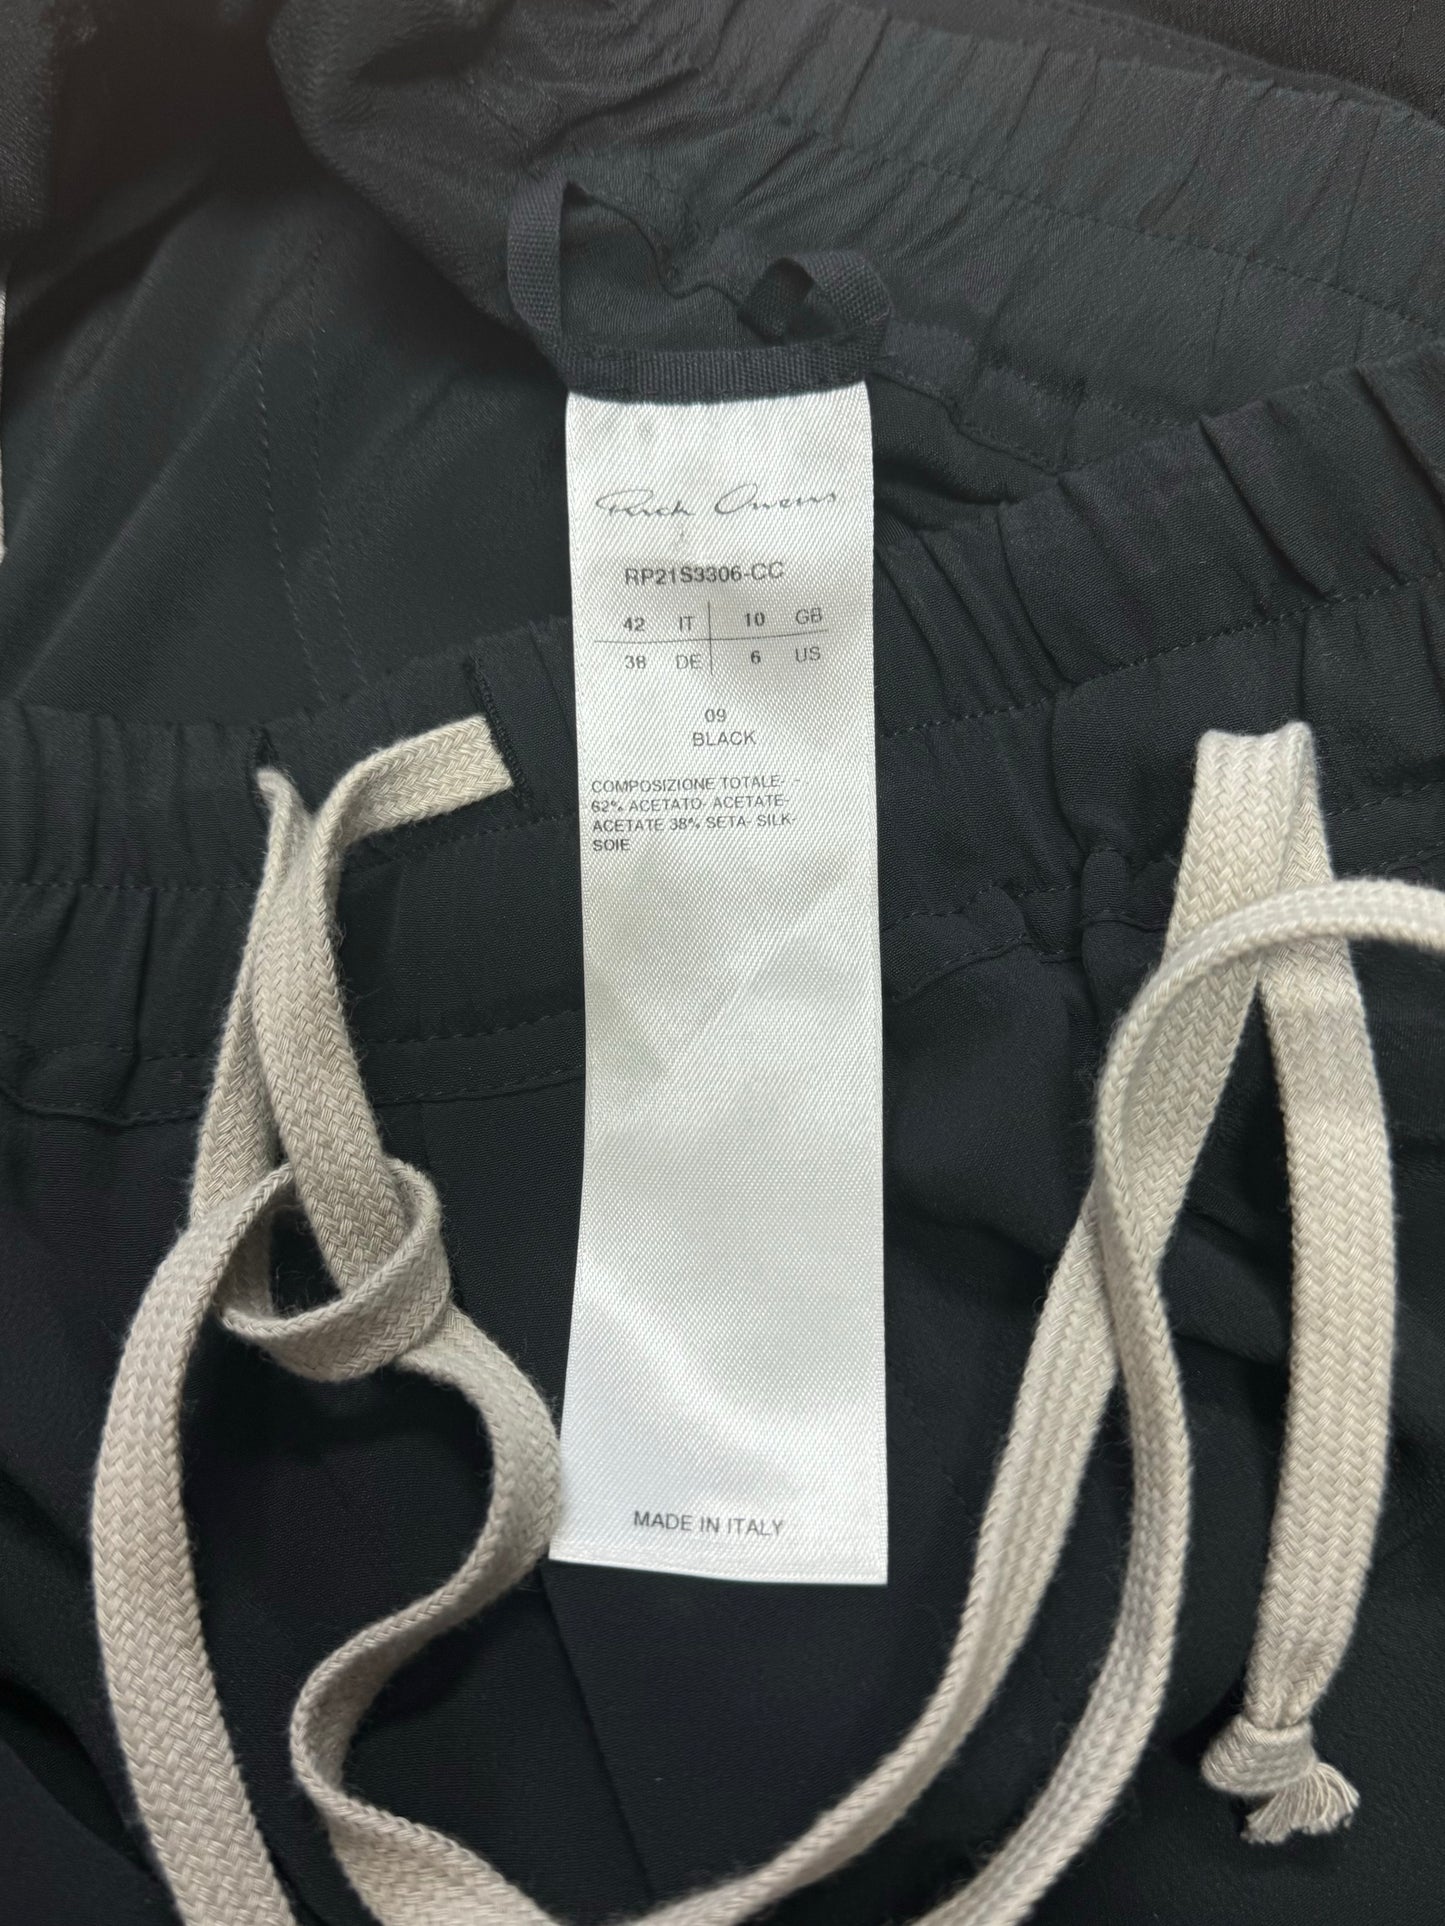 Rick Owens
RP21S3306-CC
42 IT 10 GB
38 DE 6 US
09
BLACK
COMPOSIZIONE TOTALE- -
62% ACETATO- ACETATE-
ACETATE 38% SETA- SILK-
SOIE
MADE IN ITALY